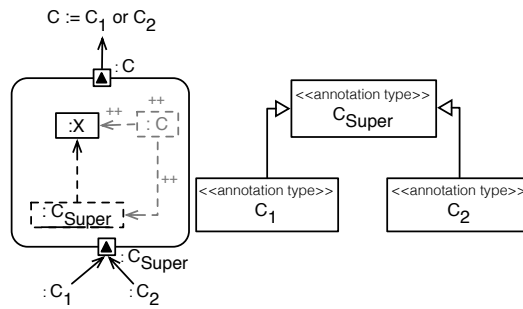 C := C1 or C2
: C
++
++
:X
: C
++
: CSuper
: CSuper
: C1
: C2
<<annotation type>>
CSuper
<<annotation type>>
C1
<<annotation type>>
C2